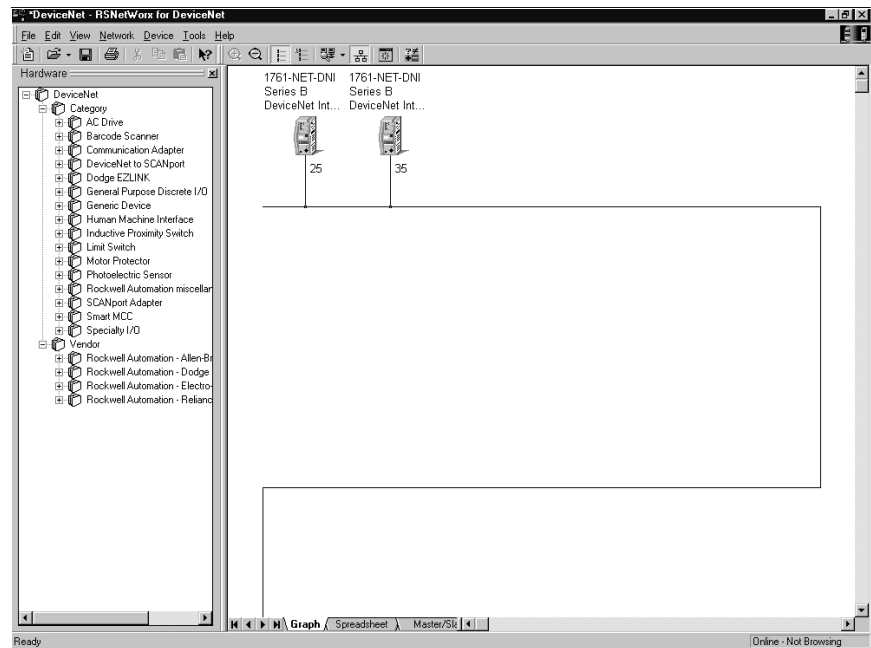 *DeviceNet - RSNetWorx for DeviceNet
File Edit View Network Device Tools Help
Hardware
DeviceNet
Category
AC Drive
Barcode Scanner
Communication Adapter
DeviceNet to SCANport
Dodge EZLINK
General Purpose Discrete I/O
Generic Device
Human Machine Interface
Inductive Proximity Switch
Limit Switch
Motor Protector
Photoelectric Sensor
Rockwell Automation miscellar
SCANport Adapter
Smart MCC
Specialty I/O
Vendor
Rockwell Automation - Allen-Br
Rockwell Automation - Dodge
Rockwell Automation - Electro-
Rockwell Automation - Relianc
1761-NET-DNI 1761-NET-DNI
Series B Series B
DeviceNet Int... DeviceNet Int...
25 35
Graph Spreadsheet Master/Sla
Ready Online - Not Browsing